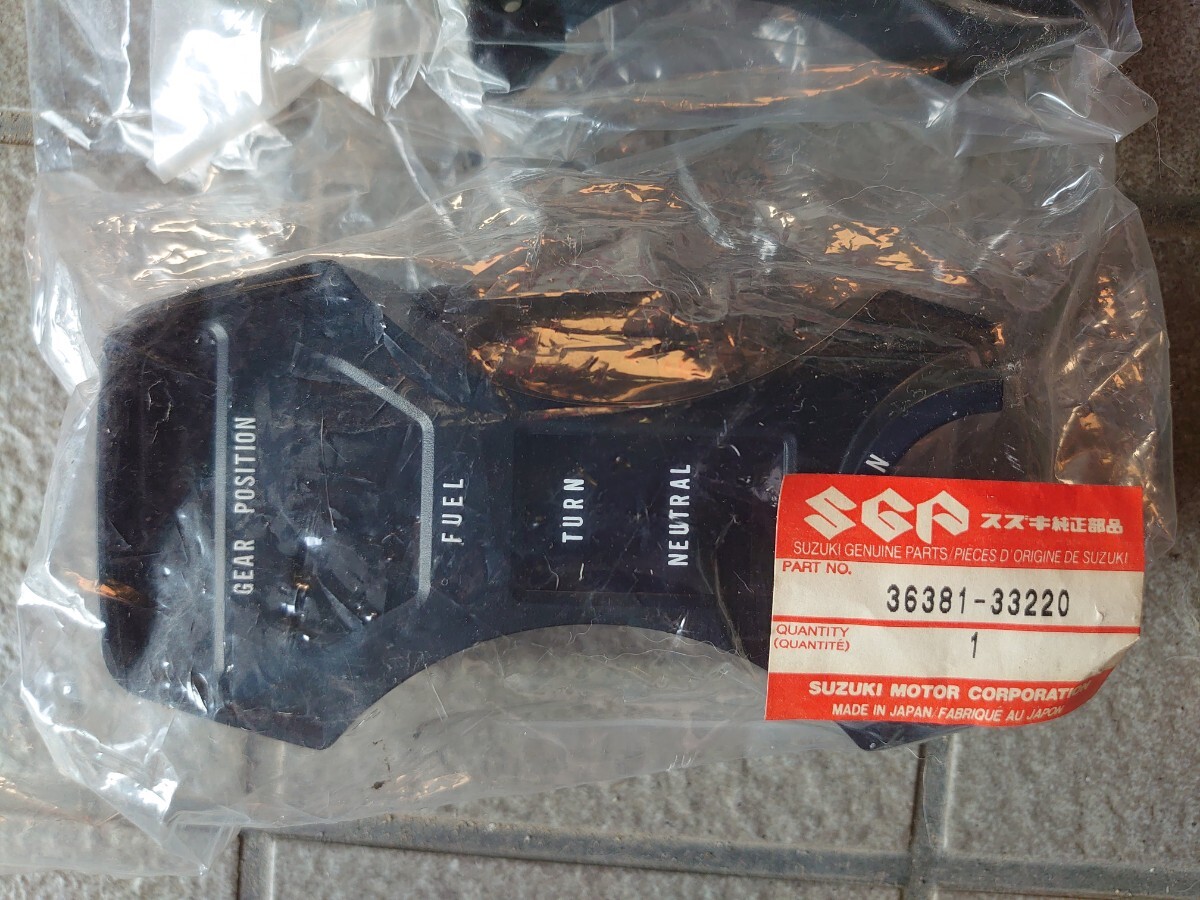 GEAR POSITION
FUEL
TURN
NEUTRAL
N
SGP スズキ純正部品
SUZUKI GENUINE PARTS/PIÈCES D'ORIGINE DE SUZUKI
PART NO.
36381-33220
QUANTITY
(QUANTITÉ)
1
SUZUKI MOTOR CORPORATION
MADE IN JAPAN/FABRIQUÉ AU JAPON